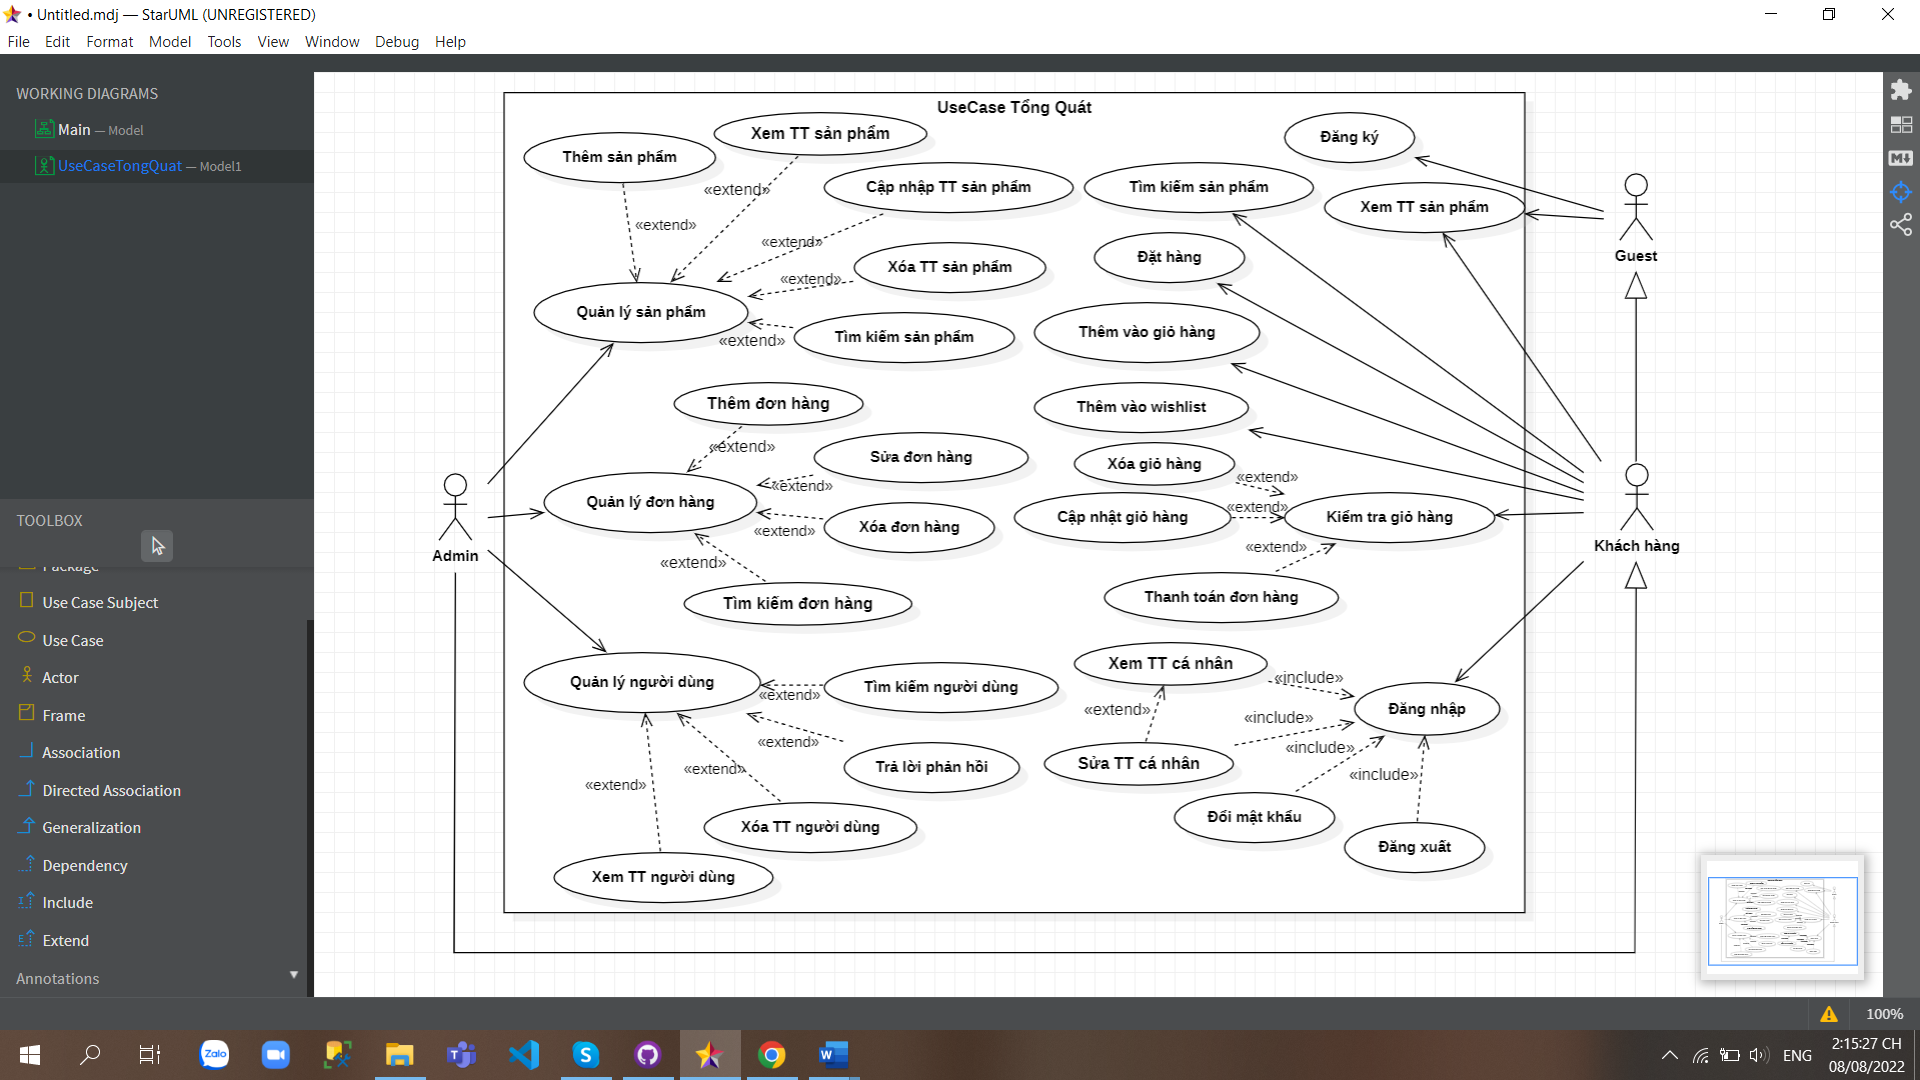 • Untitled.mdj — StarUML (UNREGISTERED)
File Edit Format Model Tools View Window Debug Help
WORKING DIAGRAMS
Main — Model
UseCaseTongQuat — Model1
TOOLBOX
Package
Use Case Subject
Use Case
Actor
Frame
Association
Directed Association
Generalization
Dependency
Include
Extend
Annotations
UseCase Tổng Quát
Thêm sản phẩm
Xem TT sản phẩm
«extend»
«extend»
Cập nhập TT sản phẩm
«extend»
Xóa TT sản phẩm
«extend»
Quản lý sản phẩm
Tìm kiếm sản phẩm
«extend»
Thêm đơn hàng
«extend»
Sửa đơn hàng
«extend»
Quản lý đơn hàng
Xóa đơn hàng
«extend»
«extend»
Tìm kiếm đơn hàng
Admin
Quản lý người dùng
Tìm kiếm người dùng
«extend»
«extend»
Trả lời phản hồi
«extend»
«extend»
Xóa TT người dùng
Xem TT người dùng
Đăng ký
Tìm kiếm sản phẩm
Xem TT sản phẩm
Đặt hàng
Thêm vào giỏ hàng
Thêm vào wishlist
Xóa giỏ hàng
«extend»
Cập nhật giỏ hàng
«extend»
Kiểm tra giỏ hàng
«extend»
Thanh toán đơn hàng
Xem TT cá nhân
«include»
«extend»
«include»
Đăng nhập
Sửa TT cá nhân
«include»
«include»
Đổi mật khẩu
Đăng xuất
Guest
Khách hàng
M
100%
Zalo
ENG
2:15:27 CH
08/08/2022